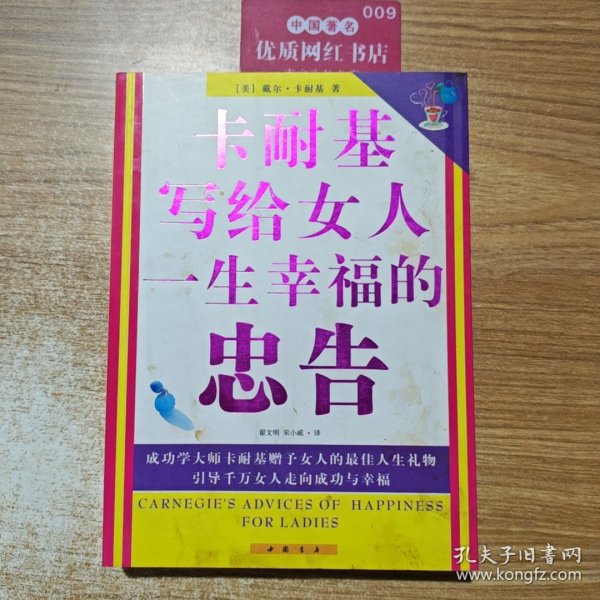 009
中国著名
优质网红书店
[美] 戴尔·卡耐基 著
卡耐基
写给女人
一生幸福的
忠告
翟文明 宋小威·译
成功学大师卡耐基赠予女人的最佳人生礼物
引导千万女人走向成功与幸福
CARNEGIE'S ADVICES OF HAPPINESS
FOR LADIES
中国书店
孔夫子旧书网
www.kongfz.com